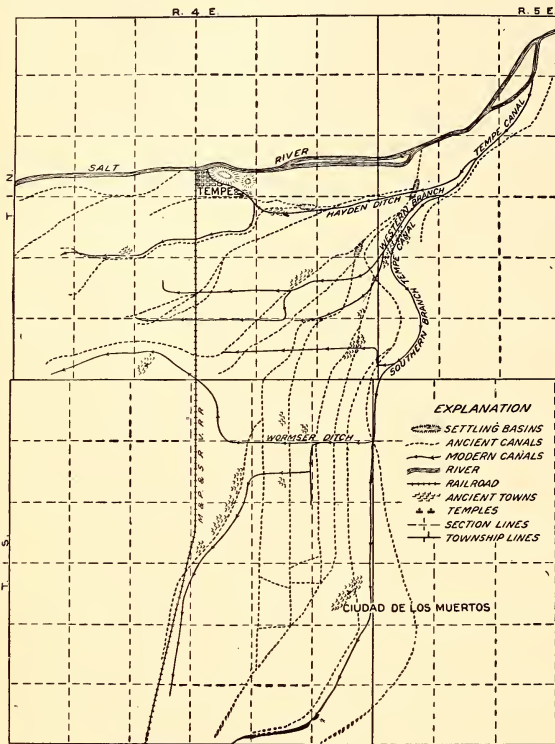 R. 4 E.
R. 5 E.
SALT
RIVER
TEMPE CANAL
N
T.
TEMPE
HAYDEN DITCH
WESTERN BRANCH
TEMPE CANAL
SOUTHERN BRANCH
M & P. & S. R. V. R.R.
WORMSER DITCH
T. S.
CIUDAD DE LOS MUERTOS
EXPLANATION
SETTLING BASINS
ANCIENT CANALS
MODERN CANALS
RIVER
RAILROAD
ANCIENT TOWNS
TEMPLES
SECTION LINES
TOWNSHIP LINES